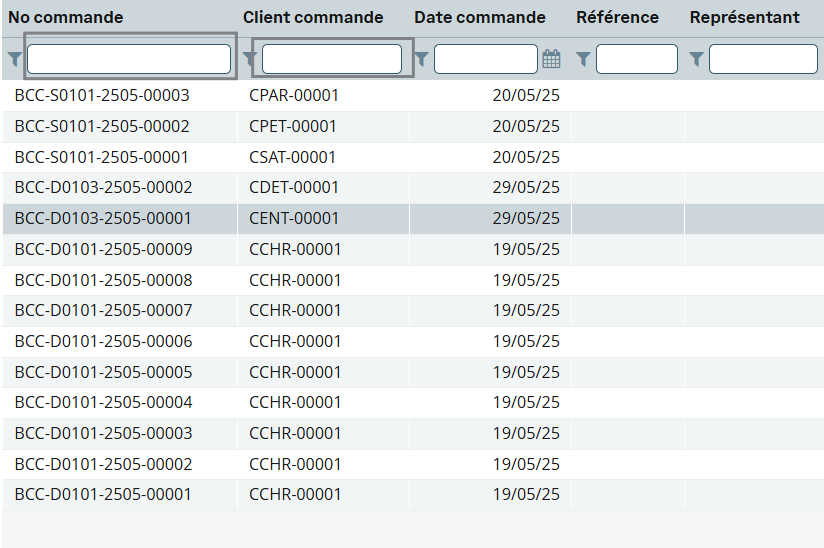 No commande Client commande Date commande Référence Représentant
BCC-S0101-2505-00003 CPAR-00001 20/05/25
BCC-S0101-2505-00002 CPET-00001 20/05/25
BCC-S0101-2505-00001 CSAT-00001 20/05/25
BCC-D0103-2505-00002 CDET-00001 29/05/25
BCC-D0103-2505-00001 CENT-00001 29/05/25
BCC-D0101-2505-00009 CCHR-00001 19/05/25
BCC-D0101-2505-00008 CCHR-00001 19/05/25
BCC-D0101-2505-00007 CCHR-00001 19/05/25
BCC-D0101-2505-00006 CCHR-00001 19/05/25
BCC-D0101-2505-00005 CCHR-00001 19/05/25
BCC-D0101-2505-00004 CCHR-00001 19/05/25
BCC-D0101-2505-00003 CCHR-00001 19/05/25
BCC-D0101-2505-00002 CCHR-00001 19/05/25
BCC-D0101-2505-00001 CCHR-00001 19/05/25